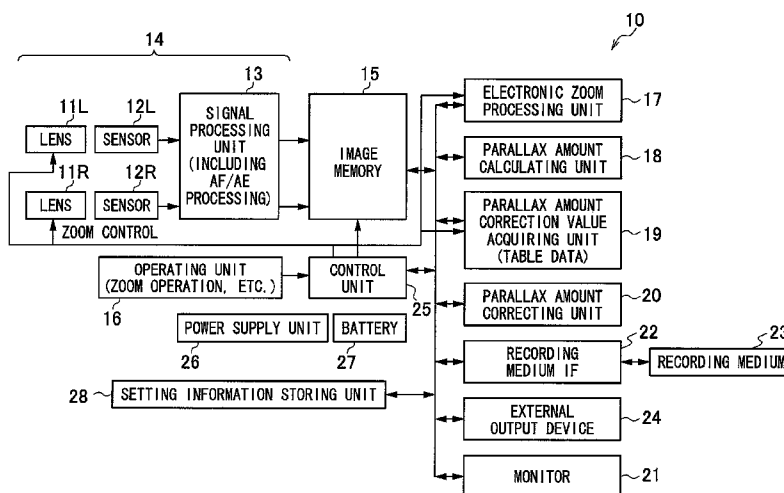 10
14
13
15
11L
12L
LENS
SENSOR
11R
12R
LENS
SENSOR
SIGNAL
PROCESSING
UNIT
(INCLUDING
AF/AE
PROCESSING)
IMAGE
MEMORY
ZOOM CONTROL
OPERATING UNIT
(ZOOM OPERATION, ETC.)
16
CONTROL
UNIT
25
POWER SUPPLY UNIT
26
BATTERY
27
28
SETTING INFORMATION STORING UNIT
ELECTRONIC ZOOM
PROCESSING UNIT
17
PARALLAX AMOUNT
CALCULATING UNIT
18
PARALLAX AMOUNT
CORRECTION VALUE
ACQUIRING UNIT
(TABLE DATA)
19
PARALLAX AMOUNT
CORRECTING UNIT
20
22
RECORDING
MEDIUM IF
23
RECORDING MEDIUM
EXTERNAL
OUTPUT DEVICE
24
MONITOR
21